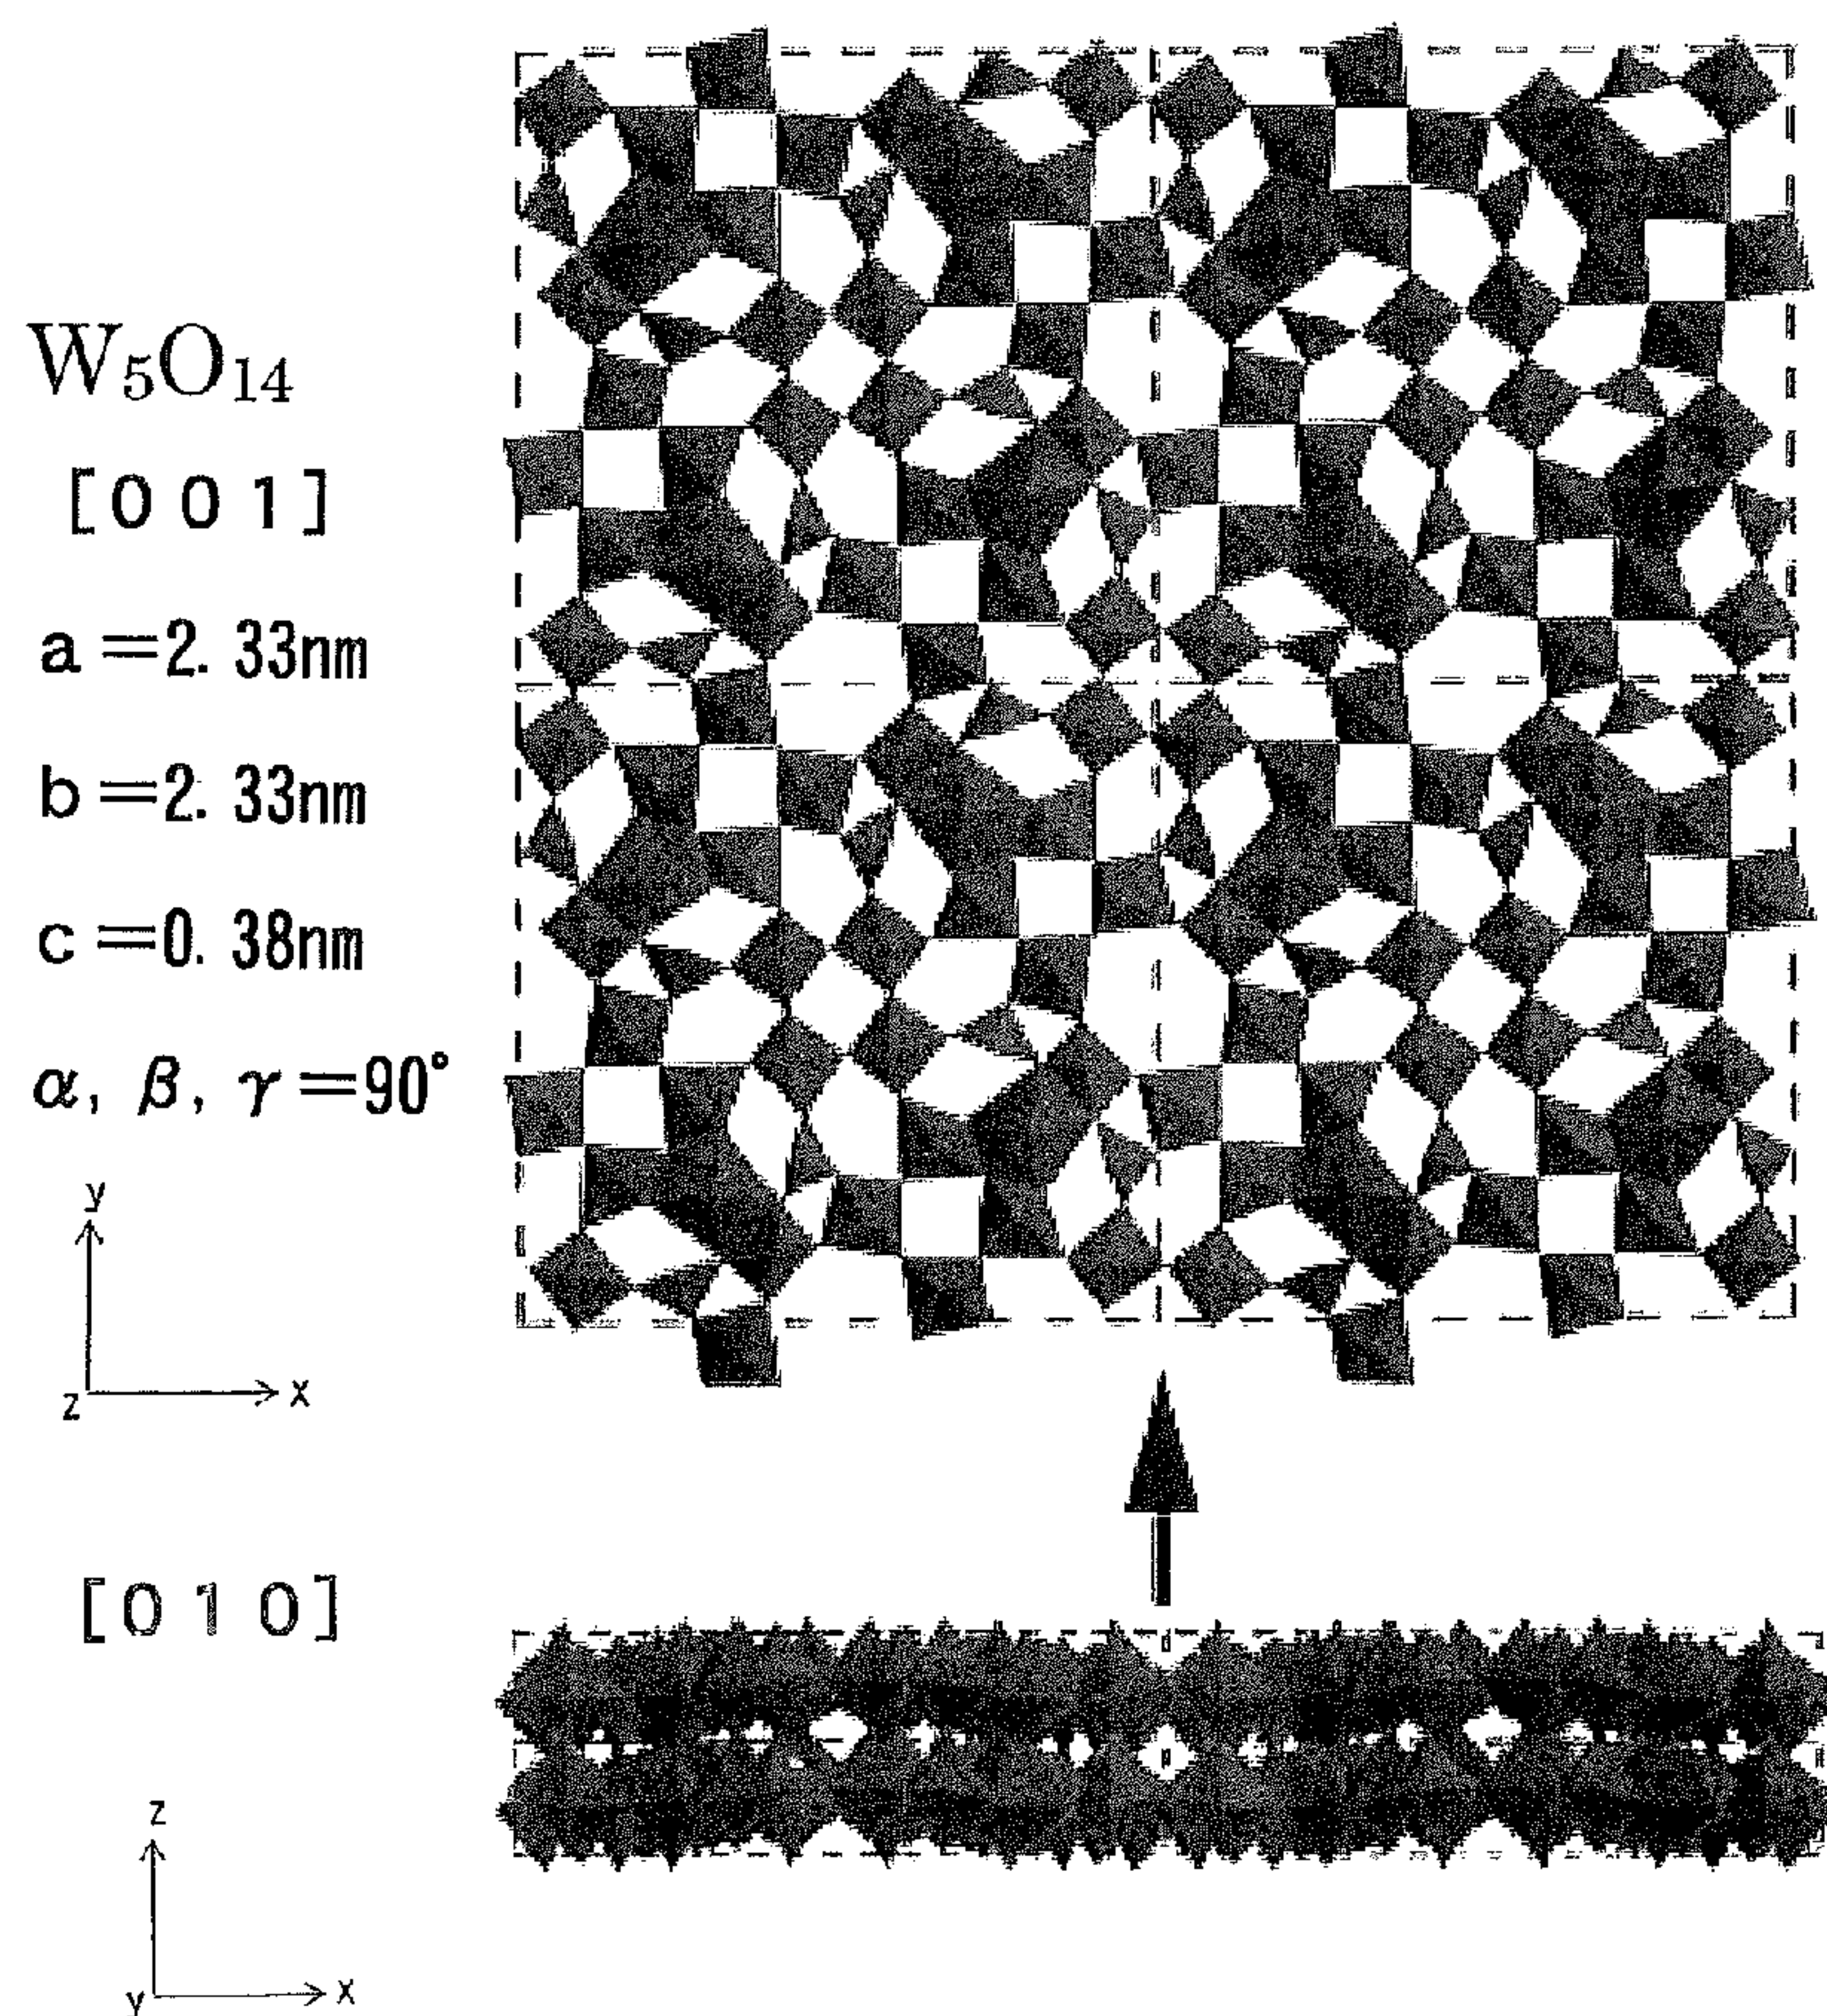 W₅O₁₄
[0 0 1]
a=2. 33nm
b=2. 33nm
c=0. 38nm
α, β, γ=90°
y
z
x
[0 1 0]
z
y
x